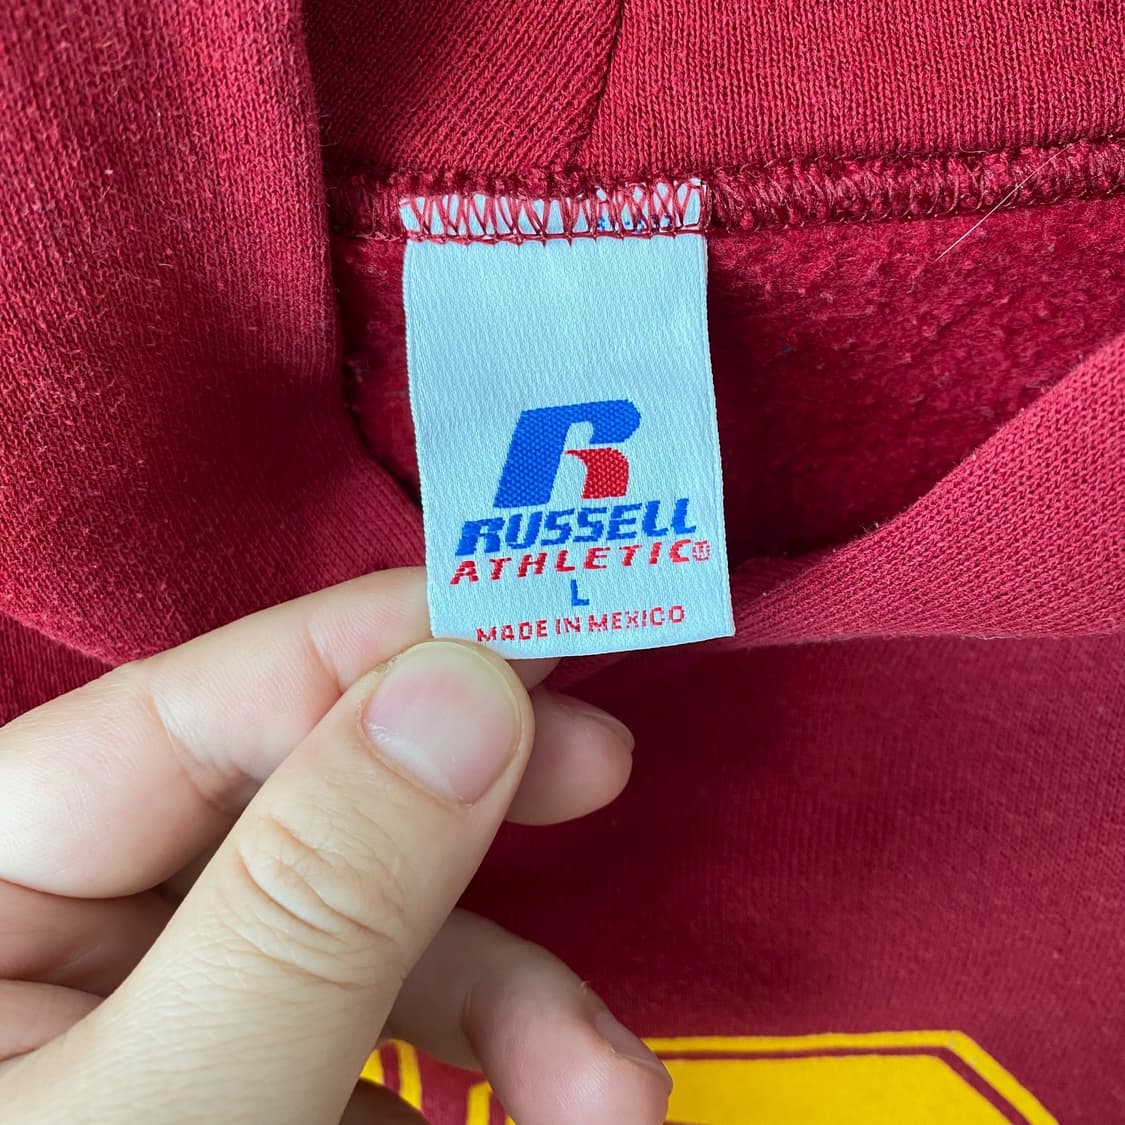 R
RUSSELL
ATHLETIC®
L
MADE IN MEXICO